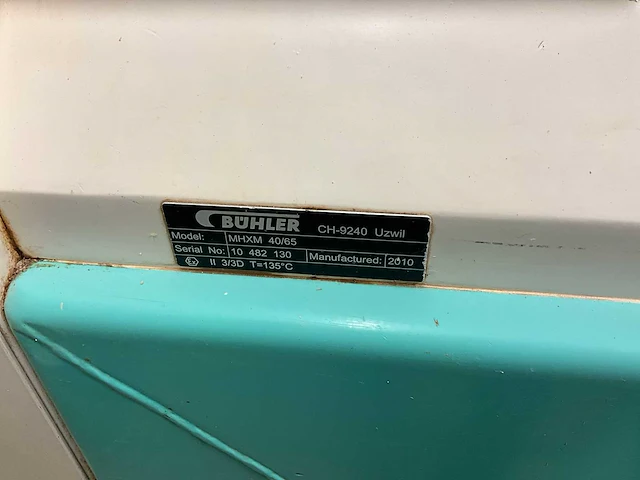 BÜHLER CH-9240 Uzwil
Model: MHXM 40/65
Serial No: 10 482 130 Manufactured: 2010
Ex II 3/3D T=135°C